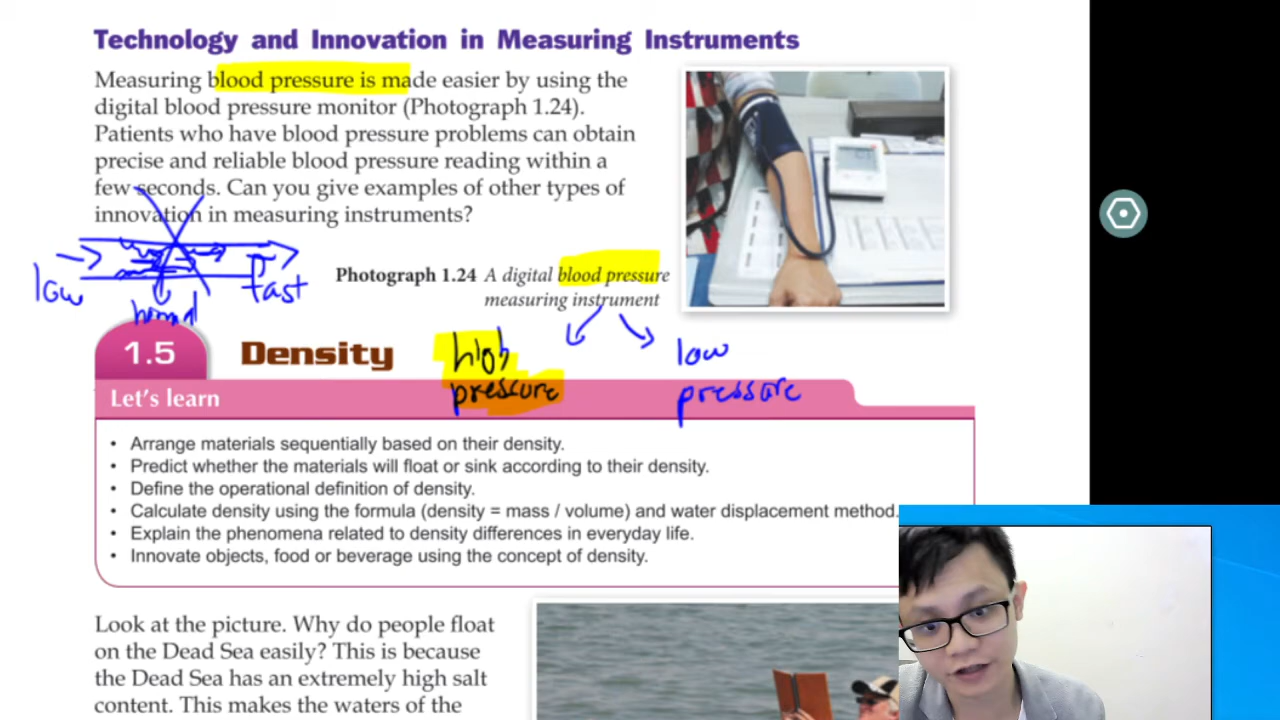 Technology and Innovation in Measuring Instruments
Measuring blood pressure is made easier by using the
digital blood pressure monitor (Photograph 1.24).
Patients who have blood pressure problems can obtain
precise and reliable blood pressure reading within a
few seconds. Can you give examples of other types of
innovation in measuring instruments?
low
fast
Photograph 1.24 A digital blood pressure
measuring instrument
1.5 Density
high
pressure
low
pressure
Let's learn
• Arrange materials sequentially based on their density.
• Predict whether the materials will float or sink according to their density.
• Define the operational definition of density.
• Calculate density using the formula (density = mass / volume) and water displacement method.
• Explain the phenomena related to density differences in everyday life.
• Innovate objects, food or beverage using the concept of density.
Look at the picture. Why do people float
on the Dead Sea easily? This is because
the Dead Sea has an extremely high salt
content. This makes the waters of the